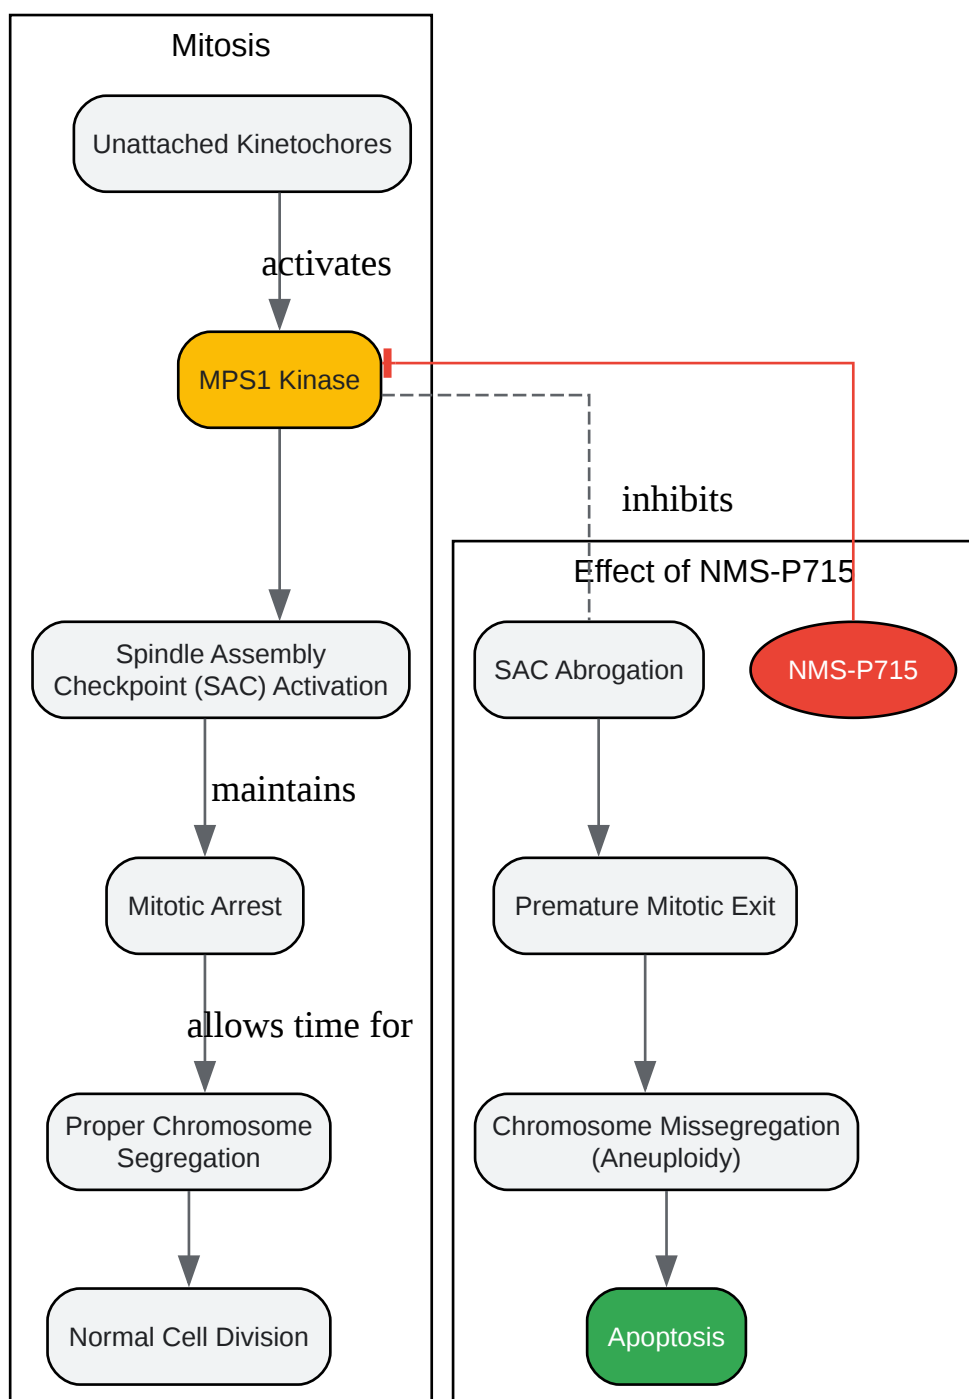 Mitosis
Unattached Kinetochores
activates
MPS1 Kinase
inhibits
Effect of NMS-P715
Spindle Assembly
Checkpoint (SAC) Activation
SAC Abrogation
NMS-P715
maintains
Mitotic Arrest
Premature Mitotic Exit
allows time for
Proper Chromosome
Segregation
Chromosome Missegregation
(Aneuploidy)
Normal Cell Division
Apoptosis